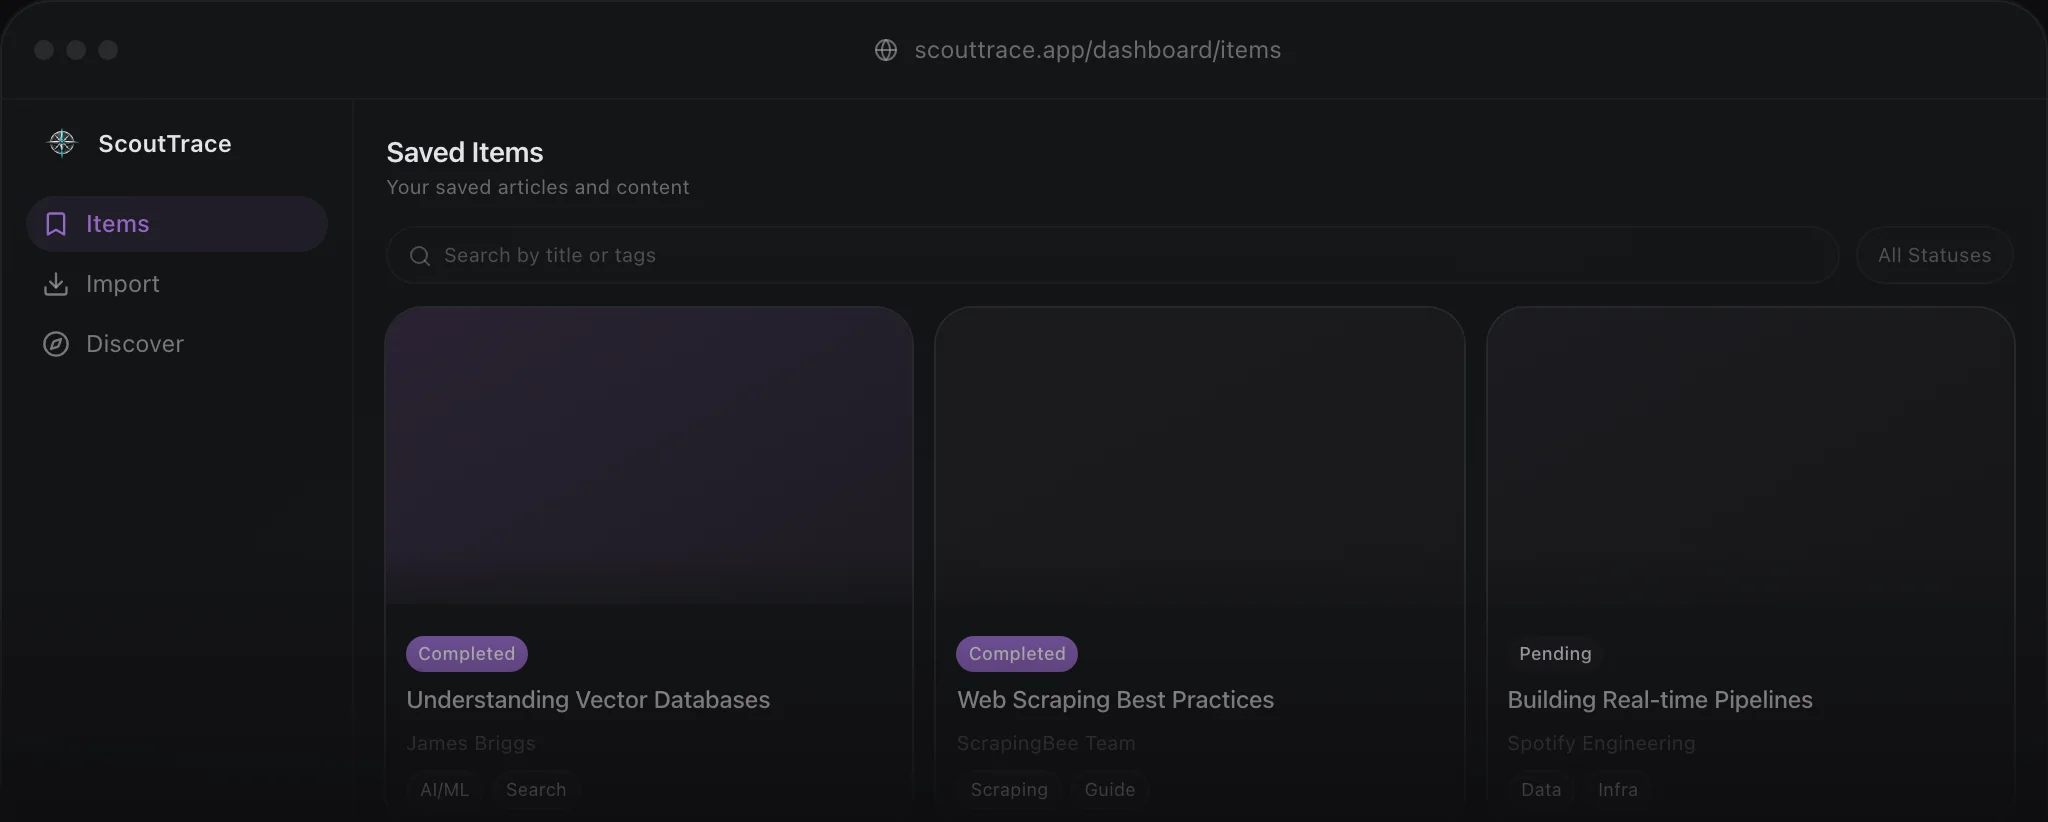 scouttrace.app/dashboard/items
ScoutTrace
Items
Import
Discover
Saved Items
Your saved articles and content
Search by title or tags
All Statuses
Completed
Understanding Vector Databases
James Briggs
AI/ML
Search
Completed
Web Scraping Best Practices
ScrapingBee Team
Scraping
Guide
Pending
Building Real-time Pipelines
Spotify Engineering
Data
Infra